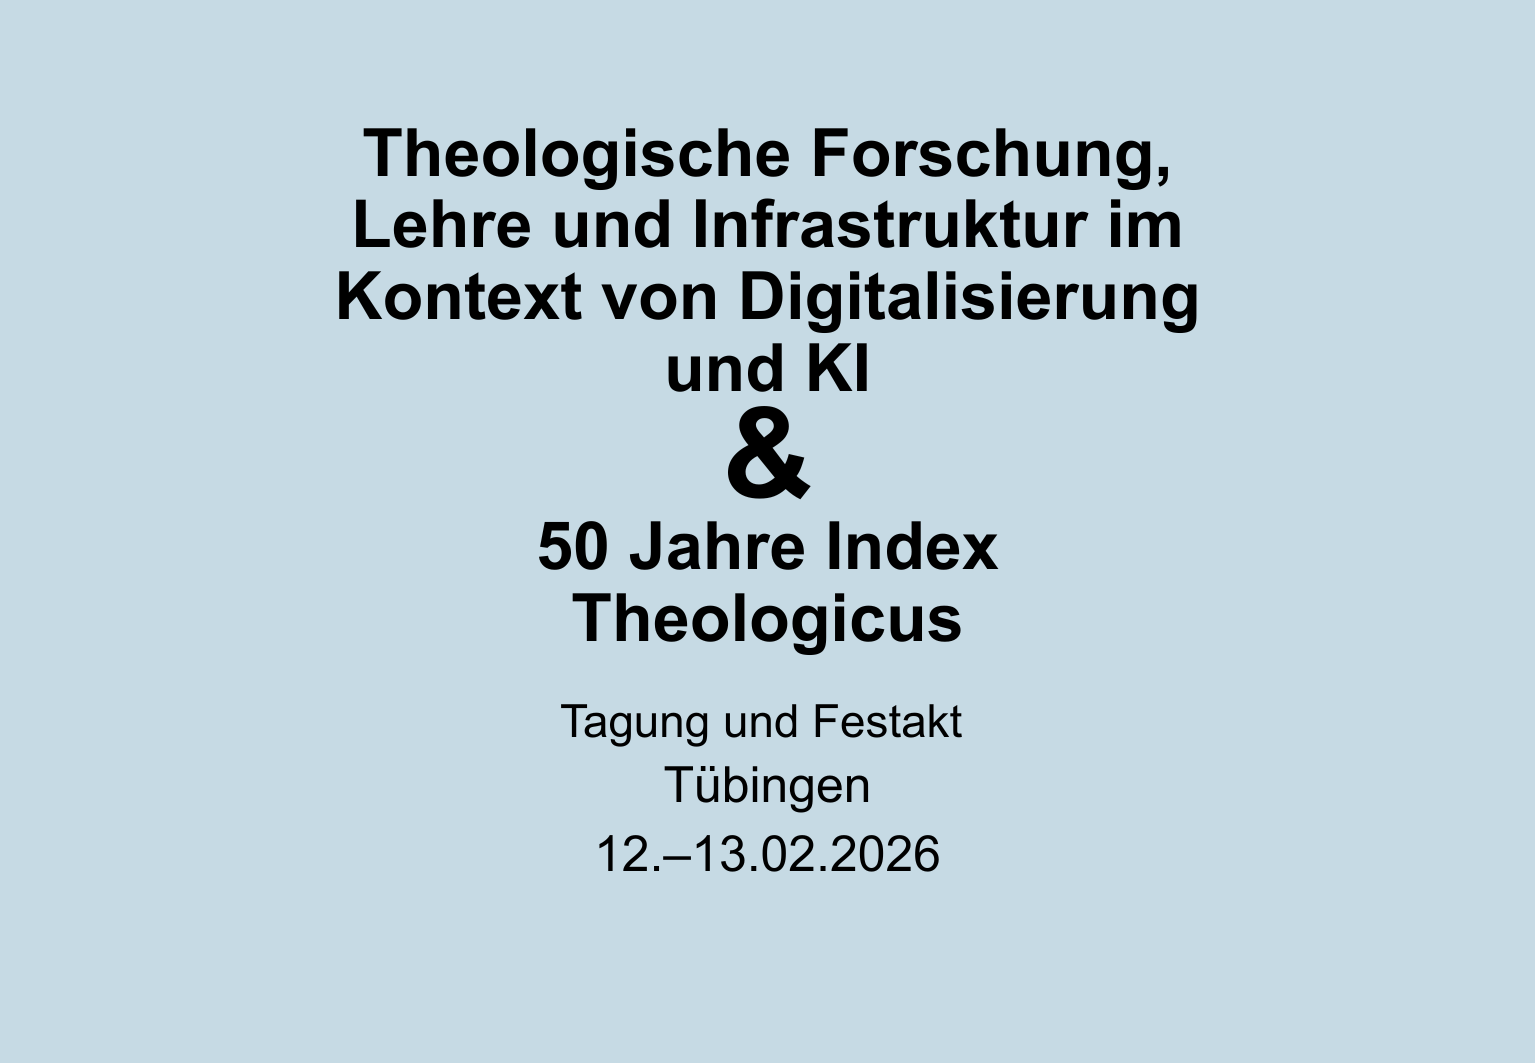 Theologische Forschung,
Lehre und Infrastruktur im
Kontext von Digitalisierung
und KI
&
50 Jahre Index
Theologicus
Tagung und Festakt
Tübingen
12.–13.02.2026